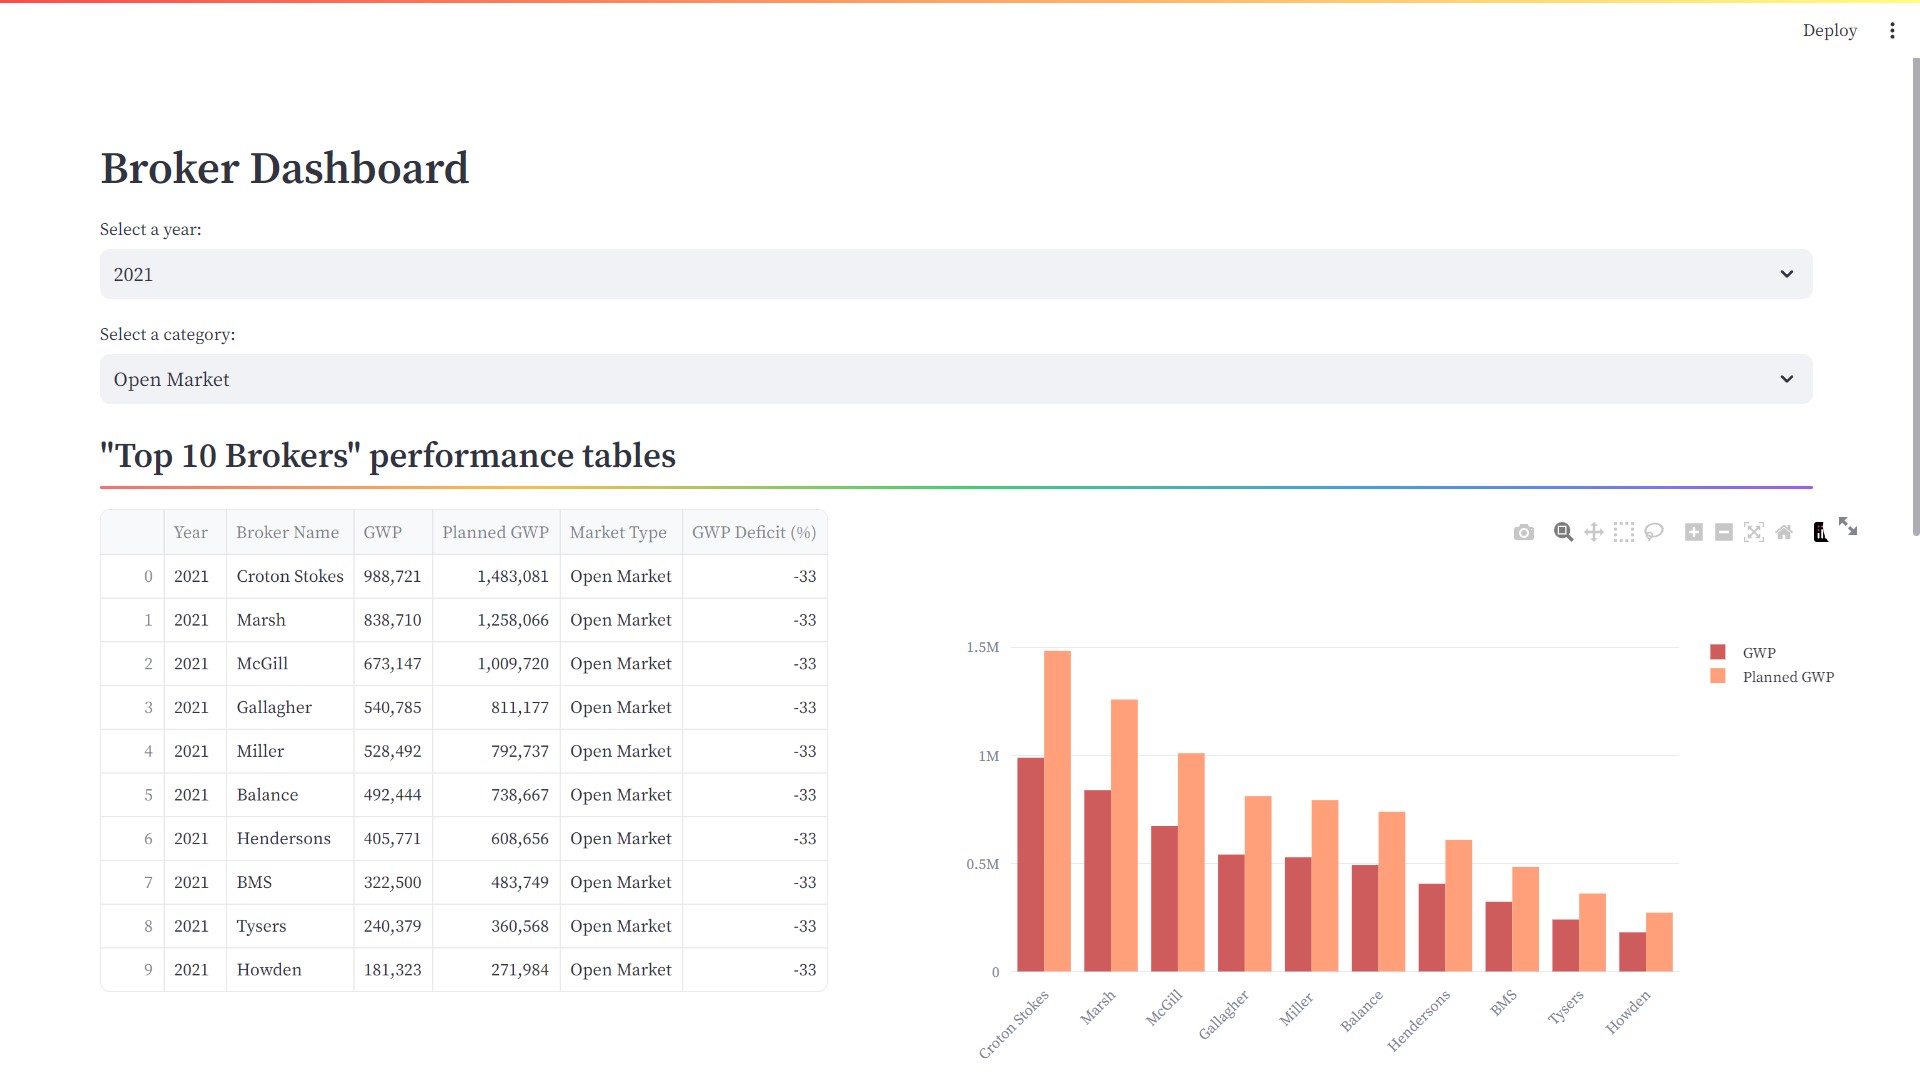 Deploy
Broker Dashboard
Select a year:
2021
Select a category:
Open Market
"Top 10 Brokers" performance tables
Year Broker Name GWP Planned GWP Market Type GWP Deficit (%)
0 2021 Croton Stokes 988,721 1,483,081 Open Market -33
1 2021 Marsh 838,710 1,258,066 Open Market -33
2 2021 McGill 673,147 1,009,720 Open Market -33
3 2021 Gallagher 540,785 811,177 Open Market -33
4 2021 Miller 528,492 792,737 Open Market -33
5 2021 Balance 492,444 738,667 Open Market -33
6 2021 Hendersons 405,771 608,656 Open Market -33
7 2021 BMS 322,500 483,749 Open Market -33
8 2021 Tysers 240,379 360,568 Open Market -33
9 2021 Howden 181,323 271,984 Open Market -33
1.5M
1M
0.5M
0
Croton Stokes
Marsh
McGill
Gallagher
Miller
Balance
Hendersons
BMS
Tysers
Howden
GWP
Planned GWP